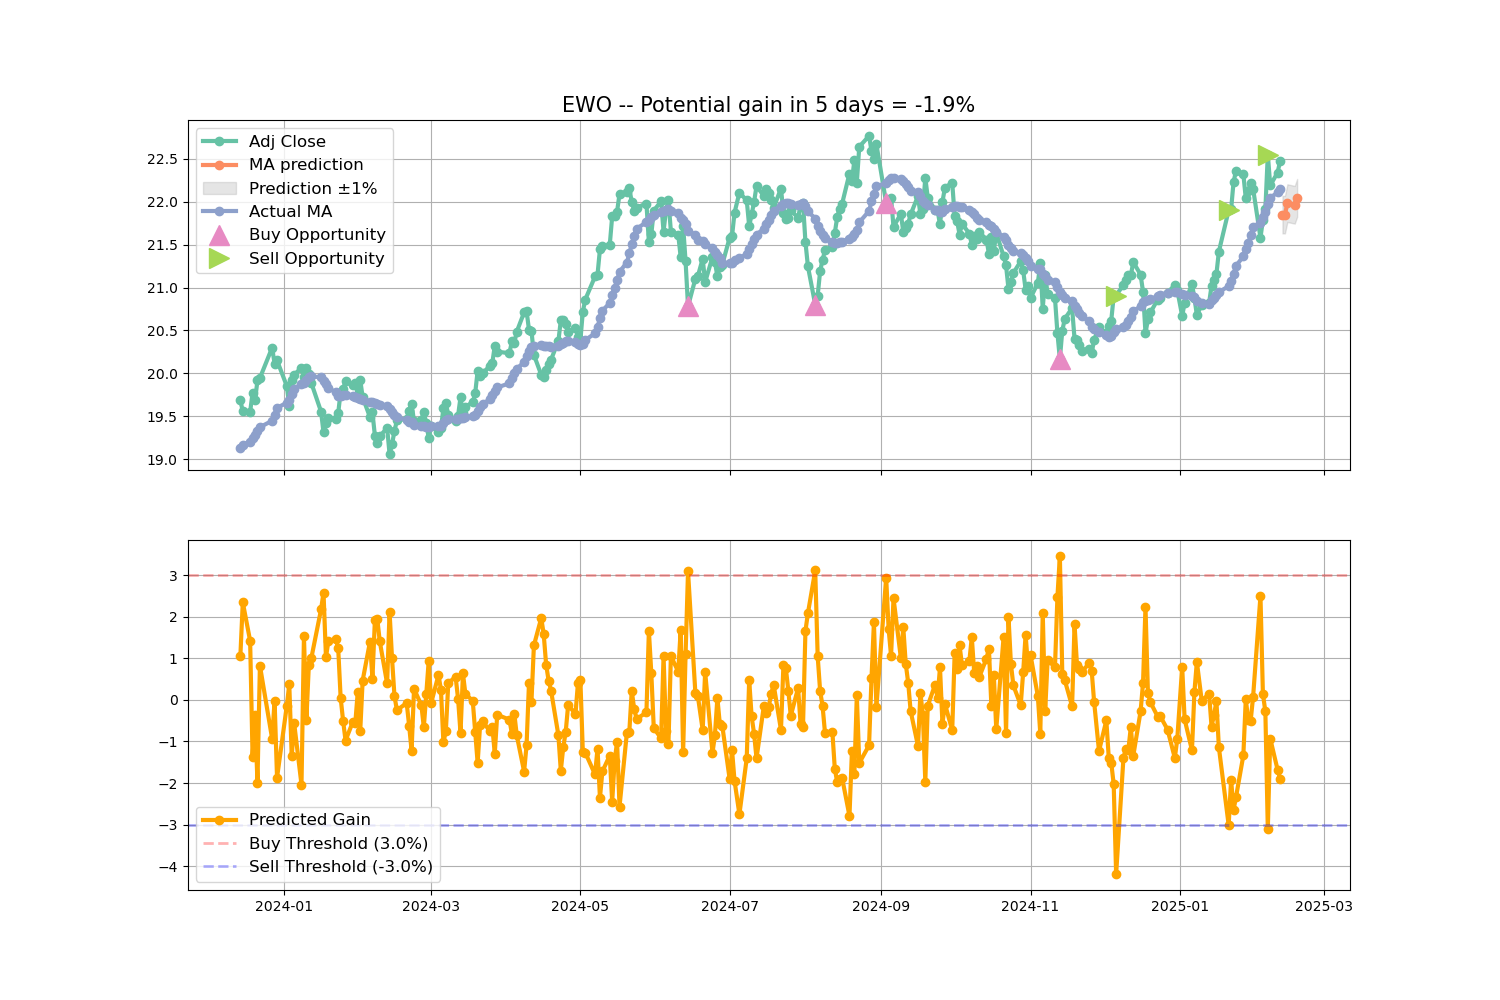 EWO -- Potential gain in 5 days = -1.9%
Adj Close
MA prediction
Prediction ±1%
Actual MA
Buy Opportunity
Sell Opportunity
22.5
22.0
21.5
21.0
20.5
20.0
19.5
19.0
3
2
1
0
−1
−2
−3
−4
Predicted Gain
Buy Threshold (3.0%)
Sell Threshold (-3.0%)
2024-01 2024-03 2024-05 2024-07 2024-09 2024-11 2025-01 2025-03